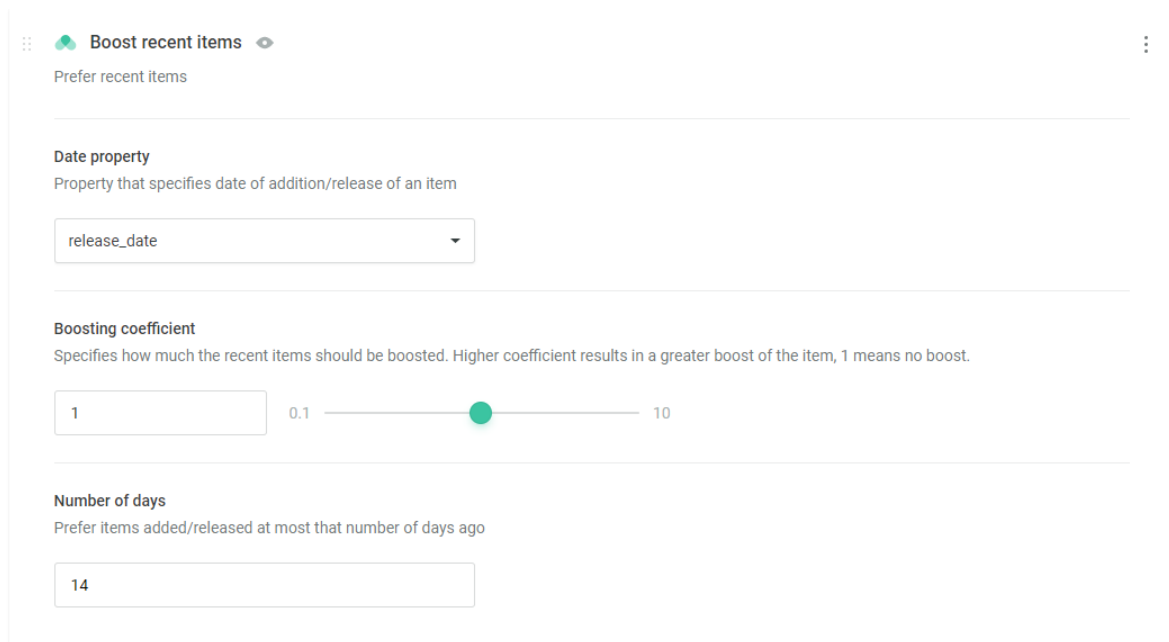 Boost recent items
Prefer recent items
Date property
Property that specifies date of addition/release of an item
release_date
Boosting coefficient
Specifies how much the recent items should be boosted. Higher coefficient results in a greater boost of the item, 1 means no boost.
1 0.1 10
Number of days
Prefer items added/released at most that number of days ago
14